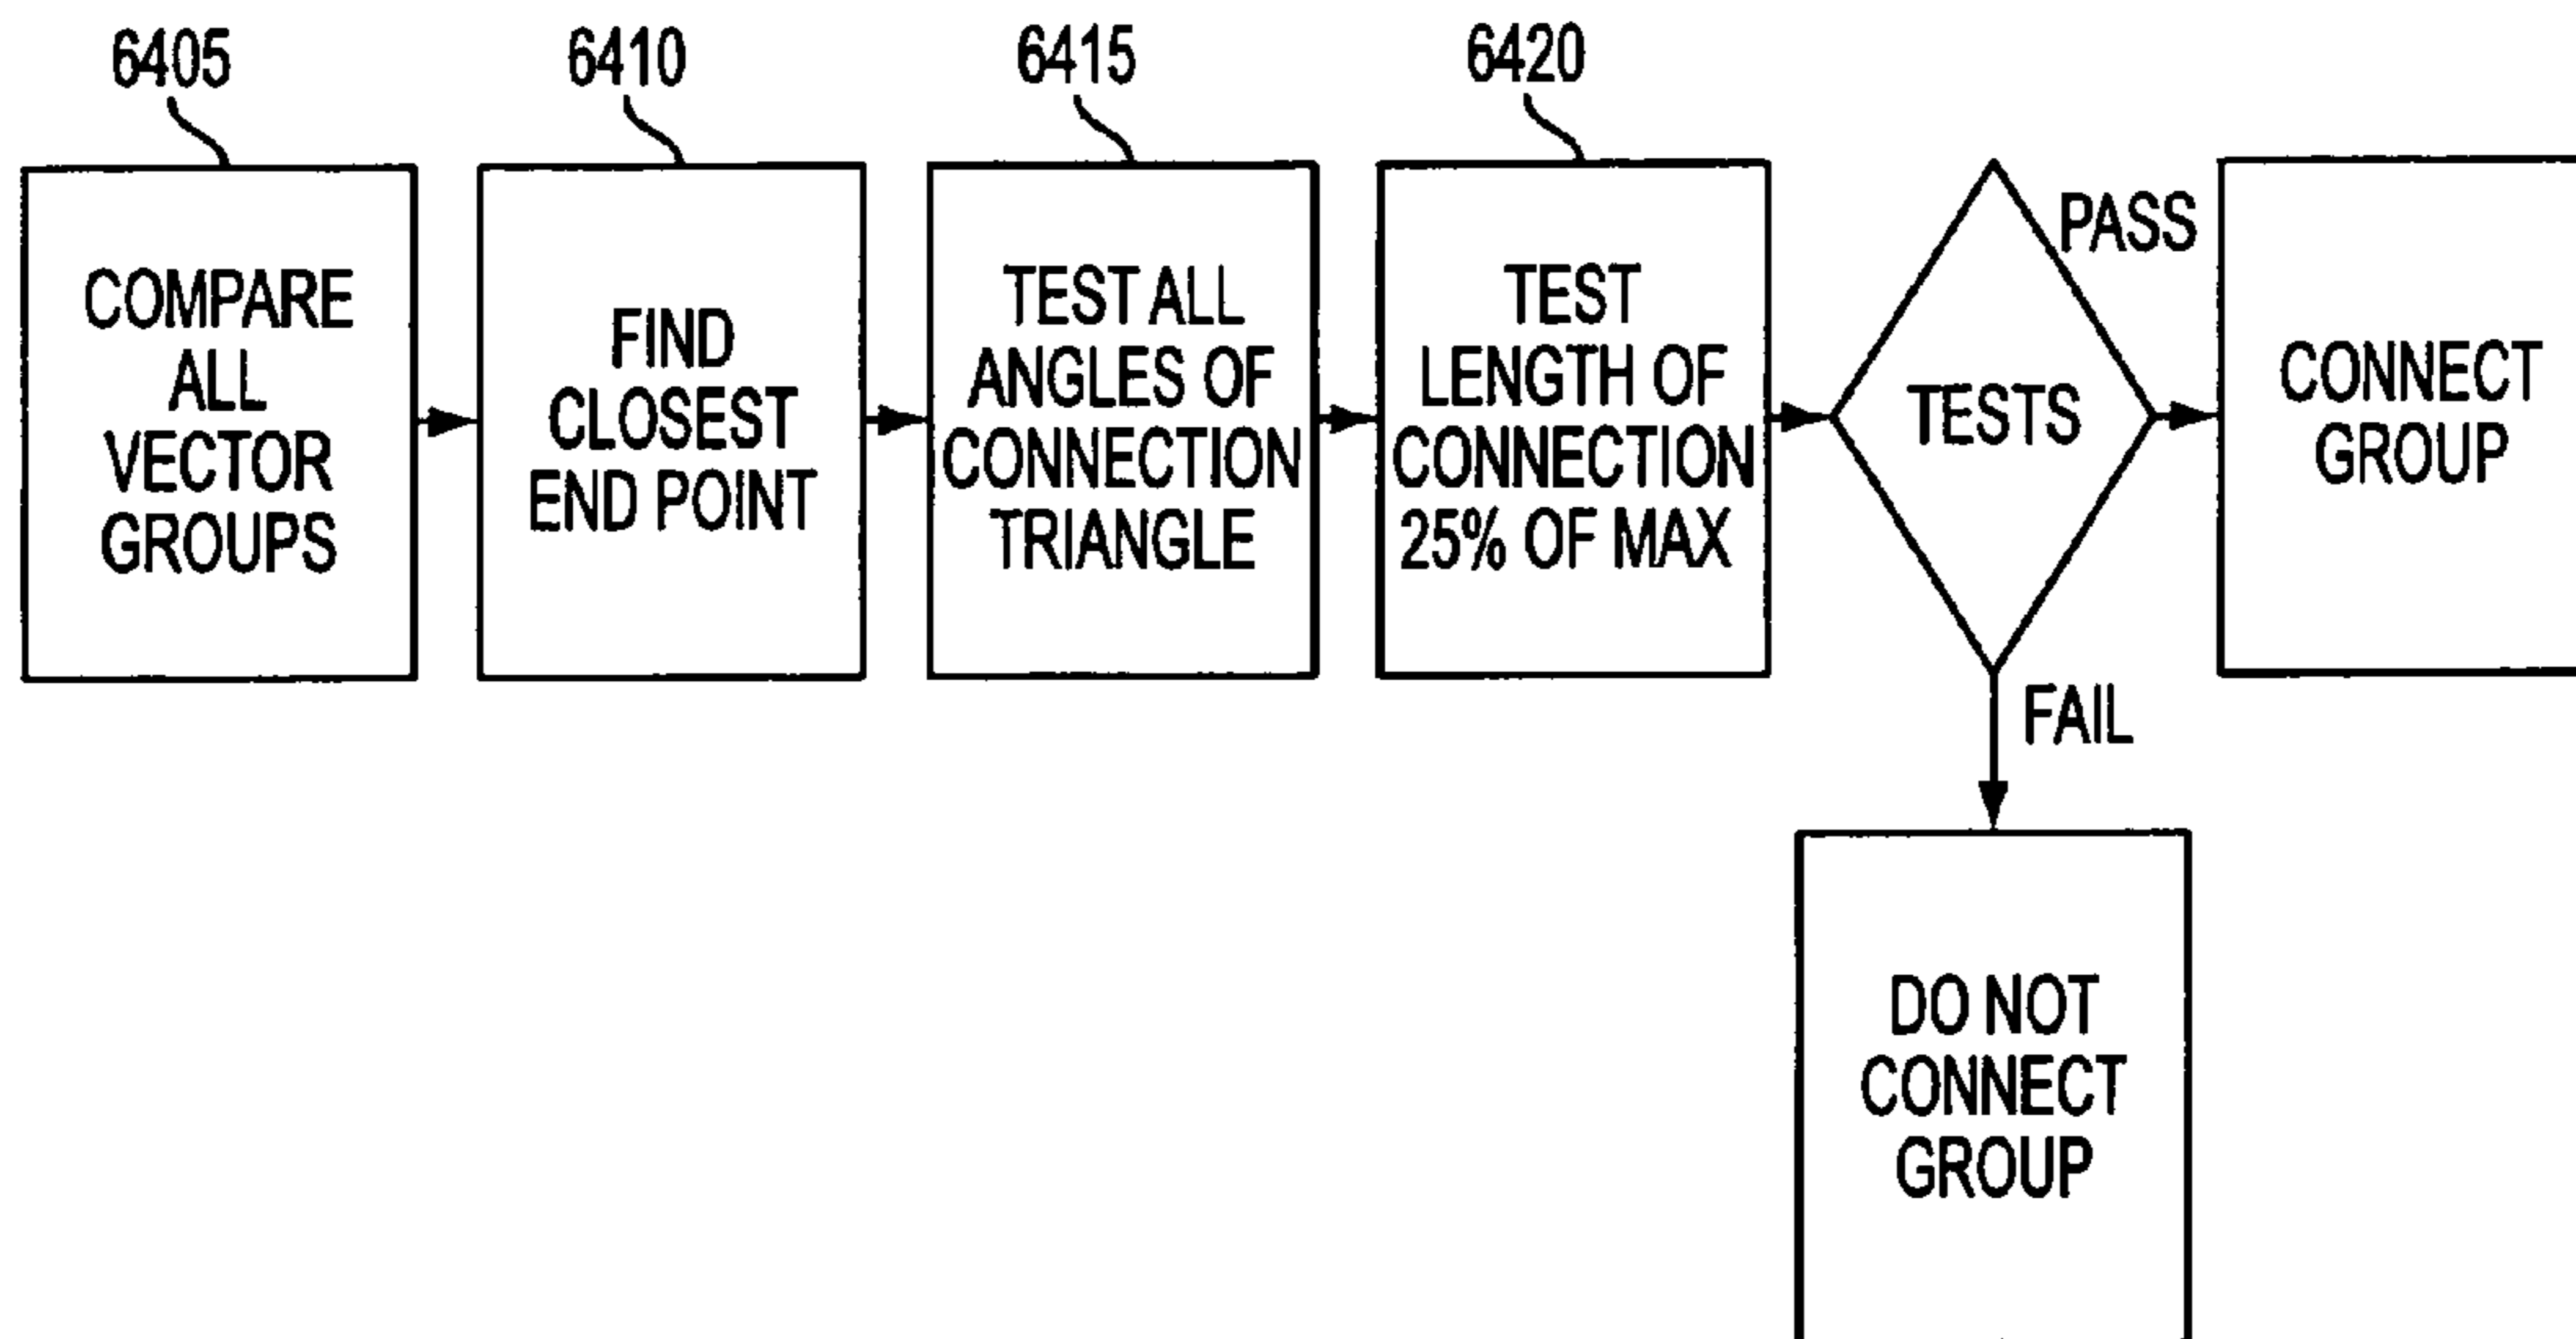 6405
COMPARE
ALL
VECTOR
GROUPS
6410
FIND
CLOSEST
END POINT
6415
TEST ALL
ANGLES OF
CONNECTION
TRIANGLE
6420
TEST
LENGTH OF
CONNECTION
25% OF MAX
TESTS
PASS
CONNECT
GROUP
FAIL
DO NOT
CONNECT
GROUP